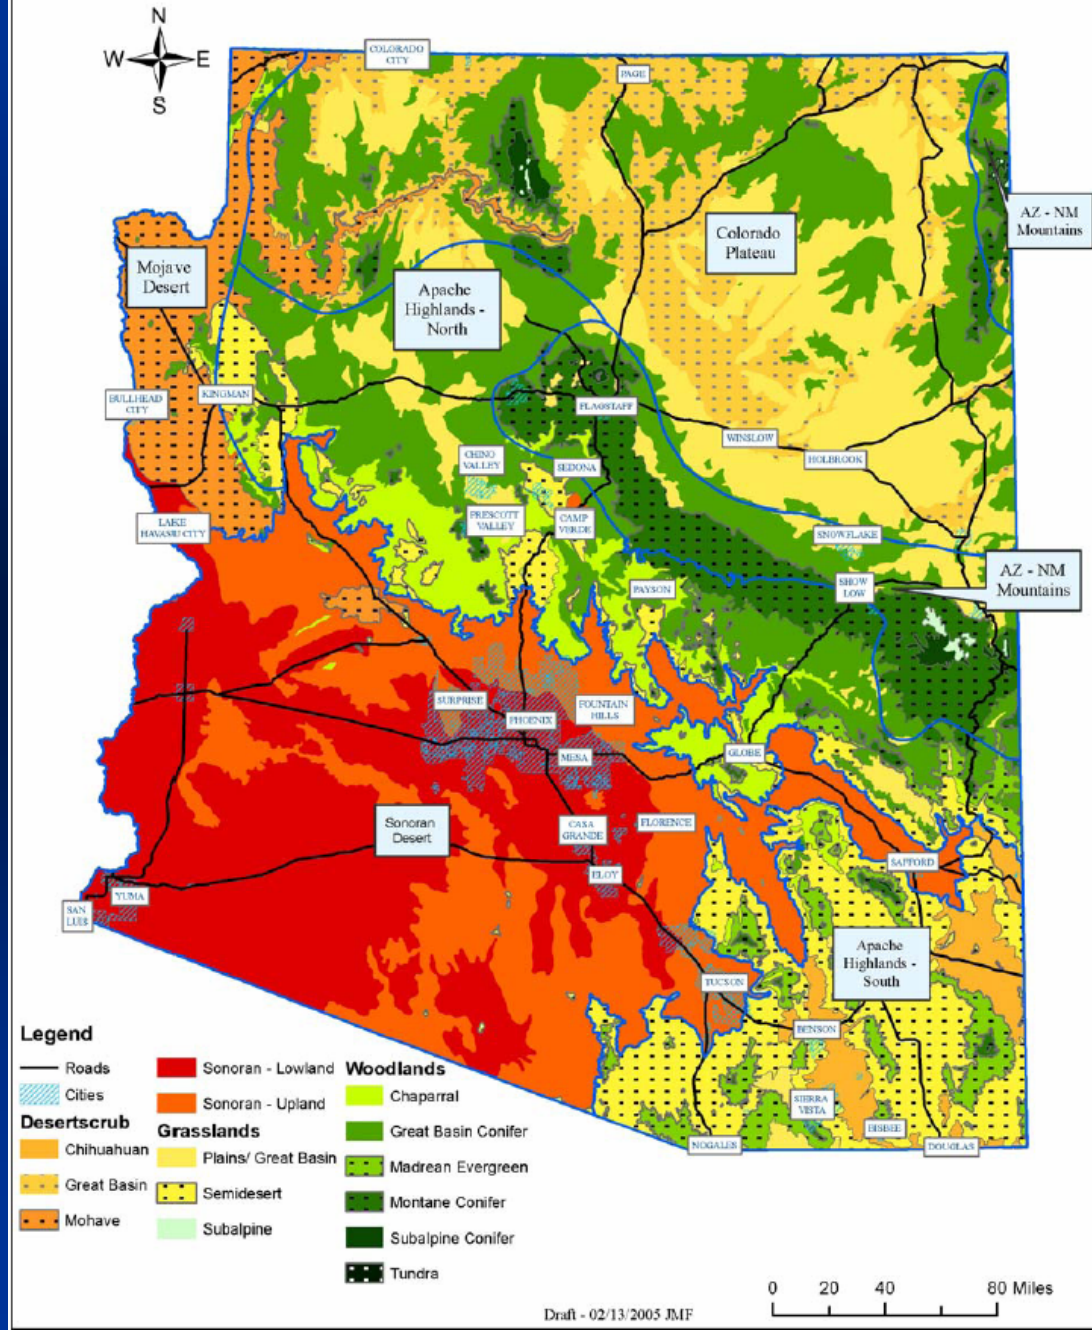 N
W E
S
COLORADO
CITY
PAGE
AZ - NM
Mountains
Colorado
Plateau
Mojave
Desert
Apache
Highlands -
North
BULLHEAD
CITY
KINGMAN
FLAGSTAFF
WINSLOW
HOLBROOK
CHINO
VALLEY
SEDONA
LAKE
HAVASU CITY
PRESCOTT
VALLEY
CAMP
VERDE
SNOWFLAKE
AZ - NM
Mountains
PAYSON
SHOW
LOW
SURPRISE
FOUNTAIN
HILLS
PHOENIX
MESA
GLOBE
Sonoran
Desert
CASA
GRANDE
FLORENCE
SAFFORD
ELOY
YUMA
SAN
LUIS
Apache
Highlands -
South
TUCSON
BENSON
SIERRA
VISTA
BISBEE
NOGALES
DOUGLAS
Legend
Roads
Cities
Desertscrub
Chihuahuan
Great Basin
Mohave
Sonoran - Lowland
Sonoran - Upland
Grasslands
Plains/ Great Basin
Semidesert
Subalpine
Woodlands
Chaparral
Great Basin Conifer
Madrean Evergreen
Montane Conifer
Subalpine Conifer
Tundra
0 20 40 80 Miles
Draft - 02/13/2005 JMF